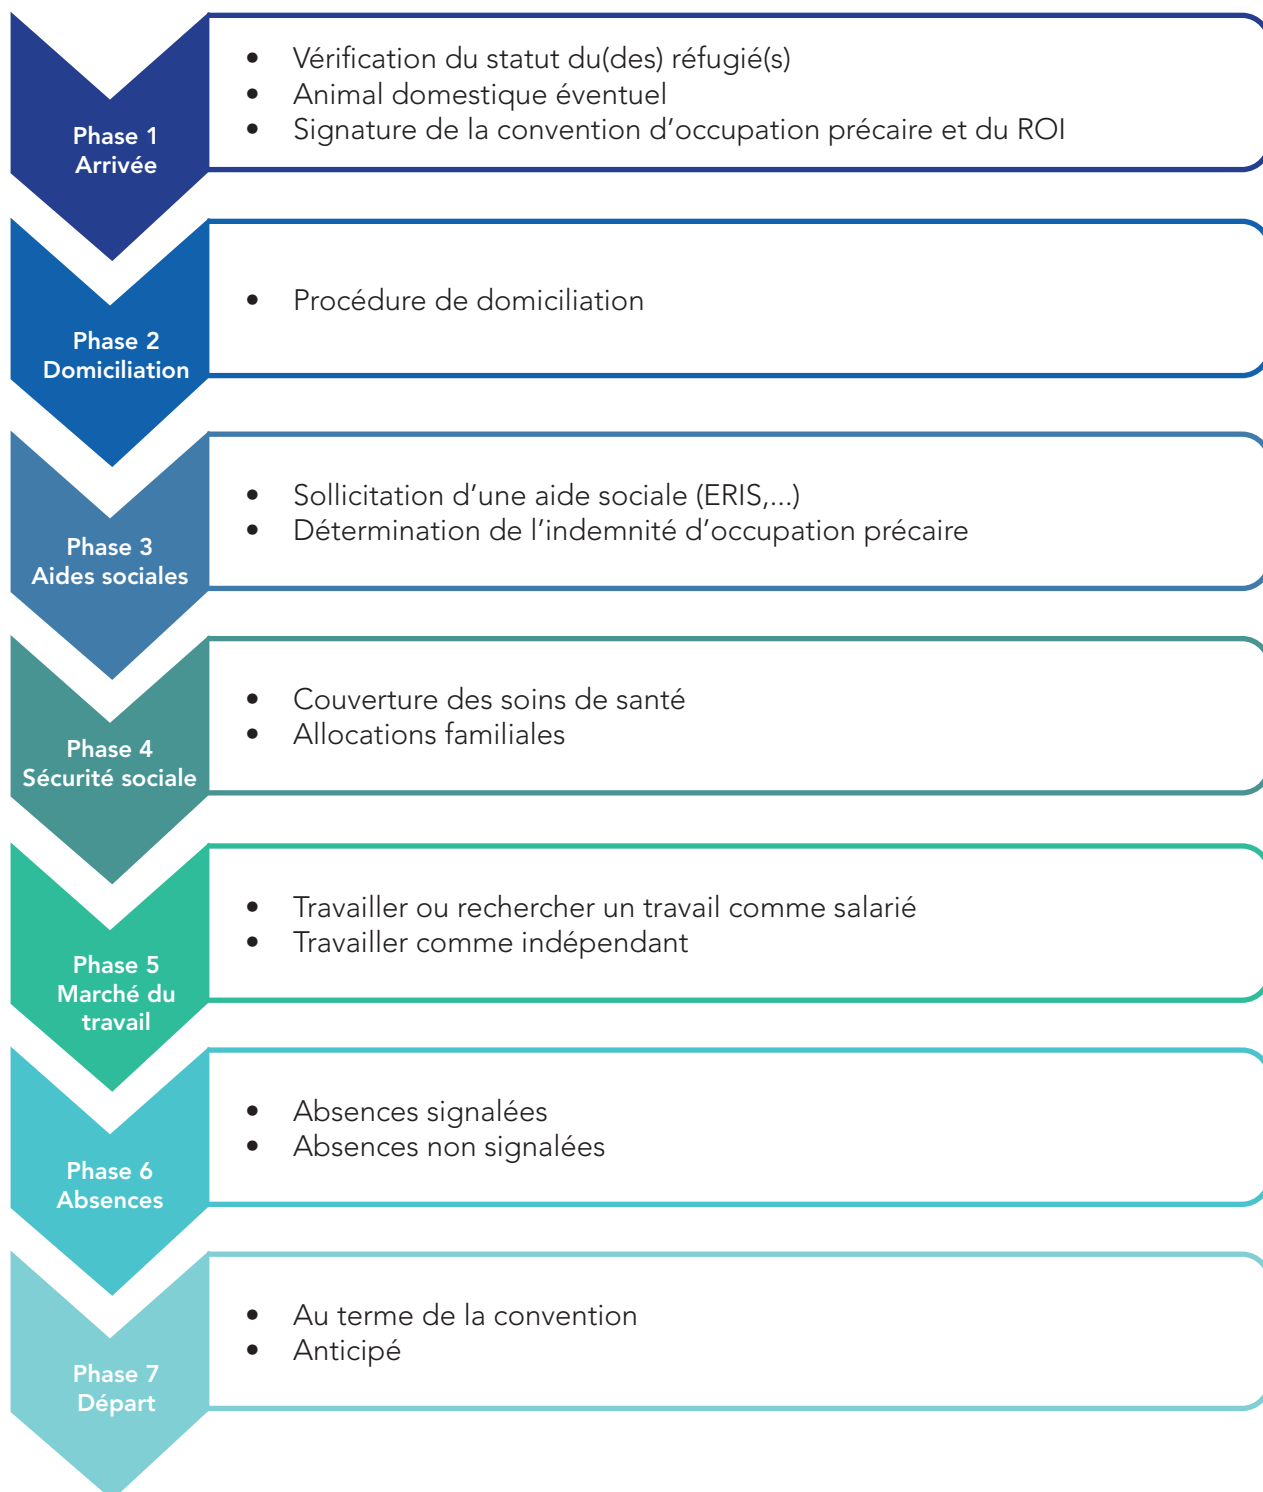 Phase 1
Arrivée
• Vérification du statut du(des) réfugié(s)
• Animal domestique éventuel
• Signature de la convention d’occupation précaire et du ROI
Phase 2
Domiciliation
• Procédure de domiciliation
Phase 3
Aides sociales
• Sollicitation d’une aide sociale (ERIS,...)
• Détermination de l’indemnité d’occupation précaire
Phase 4
Sécurité sociale
• Couverture des soins de santé
• Allocations familiales
Phase 5
Marché du
travail
• Travailler ou rechercher un travail comme salarié
• Travailler comme indépendant
Phase 6
Absences
• Absences signalées
• Absences non signalées
Phase 7
Départ
• Au terme de la convention
• Anticipé